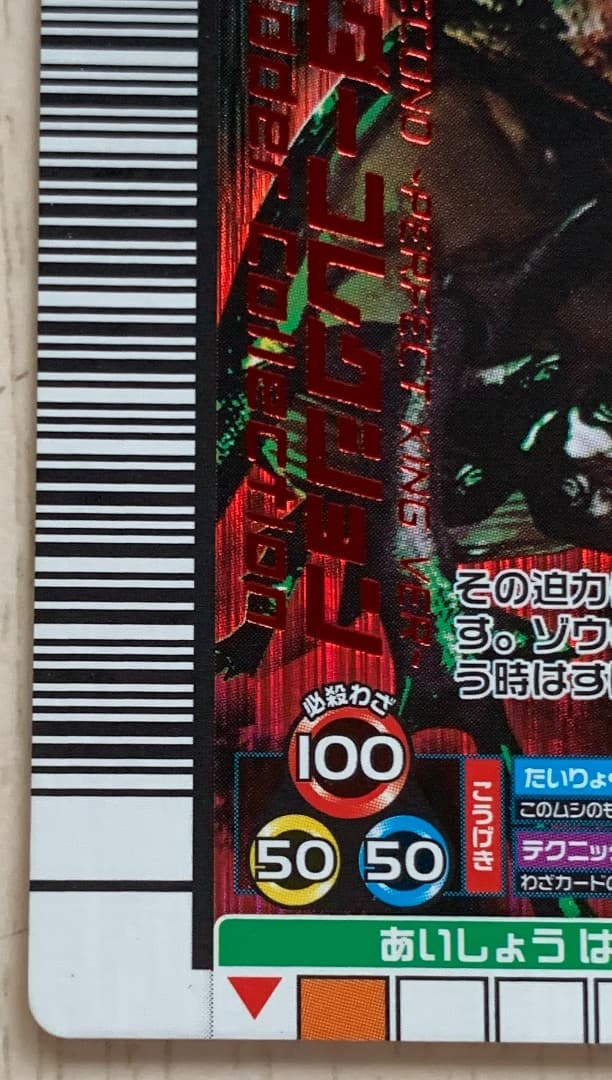 ECOND -PERFECT KING VER-
collection
その迫力
す。ゾウ
う時はす
必殺わざ
100
50
50
こうげき
たいりょ
このムシのも
テクニッ
わざカードの
あいしょう は